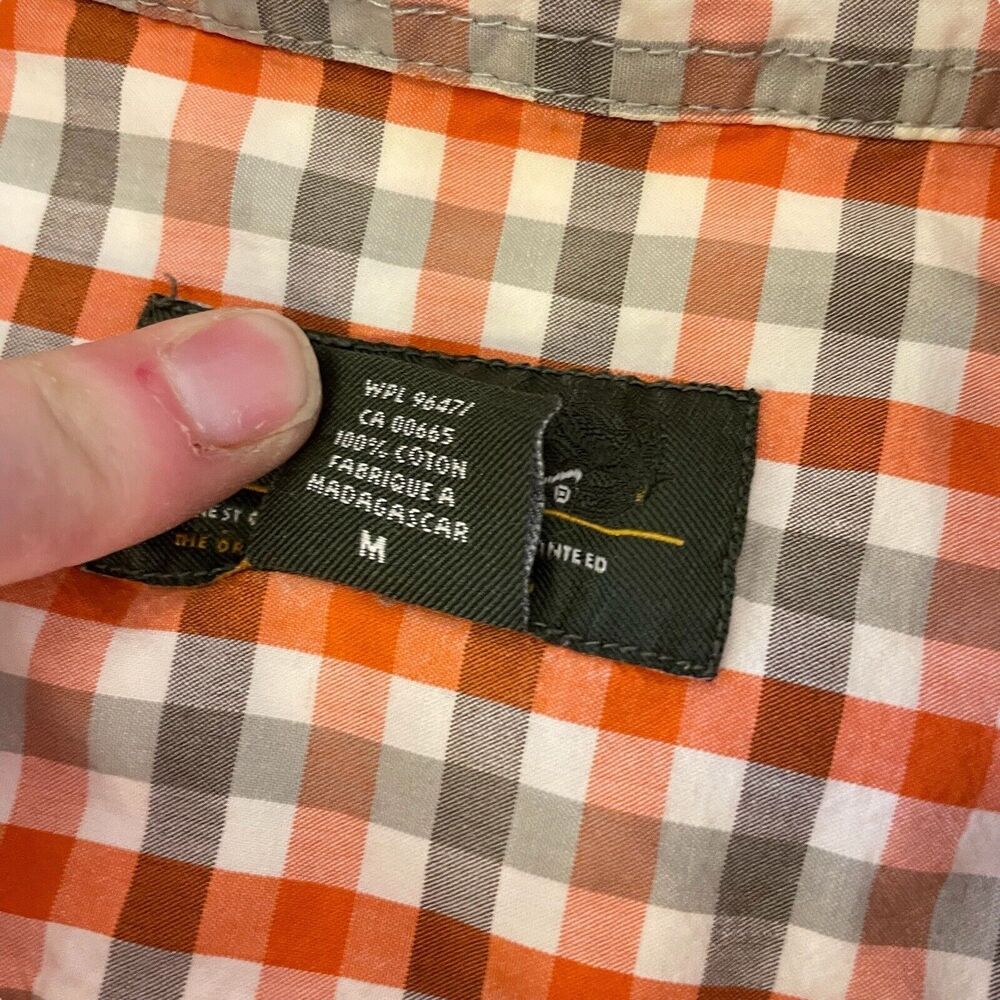 WPL 9647/
CA 00665
100% COTON
FABRIQUE A
MADAGASCAR
M